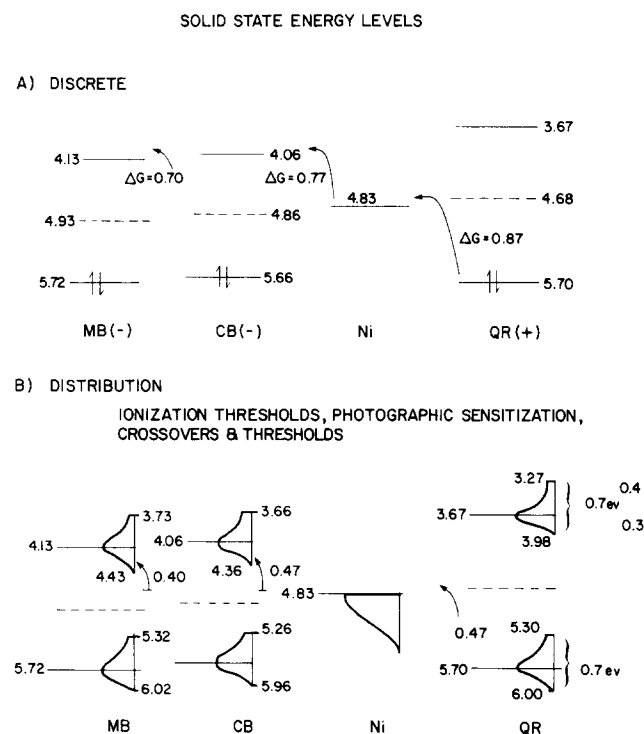 SOLID STATE ENERGY LEVELS
A) DISCRETE
3.67
4.13 4.06
ΔG=0.70 ΔG=0.77
4.83 4.68
4.93 4.86
ΔG=0.87
5.72 5.66 5.70
MB(-) CB(-) Ni QR(+)
B) DISTRIBUTION
IONIZATION THRESHOLDS, PHOTOGRAPHIC SENSITIZATION,
CROSSOVERS & THRESHOLDS
3.27 0.4
3.73 3.66 0.7ev
3.67
4.13 4.06 0.3
3.98
4.43 0.40 4.36 0.47
4.83
5.32 5.26 0.47 5.30
5.72 5.70 0.7ev
6.02 5.96 6.00
MB CB Ni QR